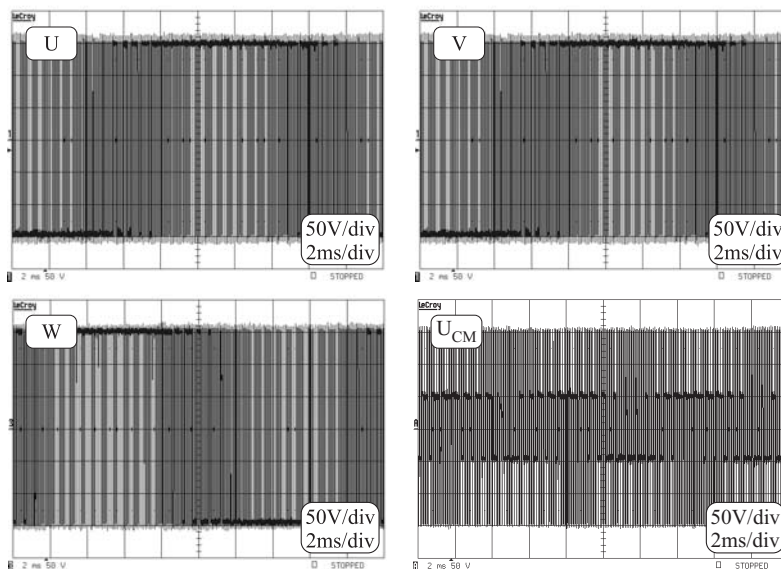 LeCroy
U
50V/div
2ms/div
2 ms 50 V
STOPPED
LeCroy
V
50V/div
2ms/div
2 ms 50 V
STOPPED
LeCroy
W
50V/div
2ms/div
2 ms 50 V
STOPPED
LeCroy
U_CM
50V/div
2ms/div
2 ms 50 V
STOPPED